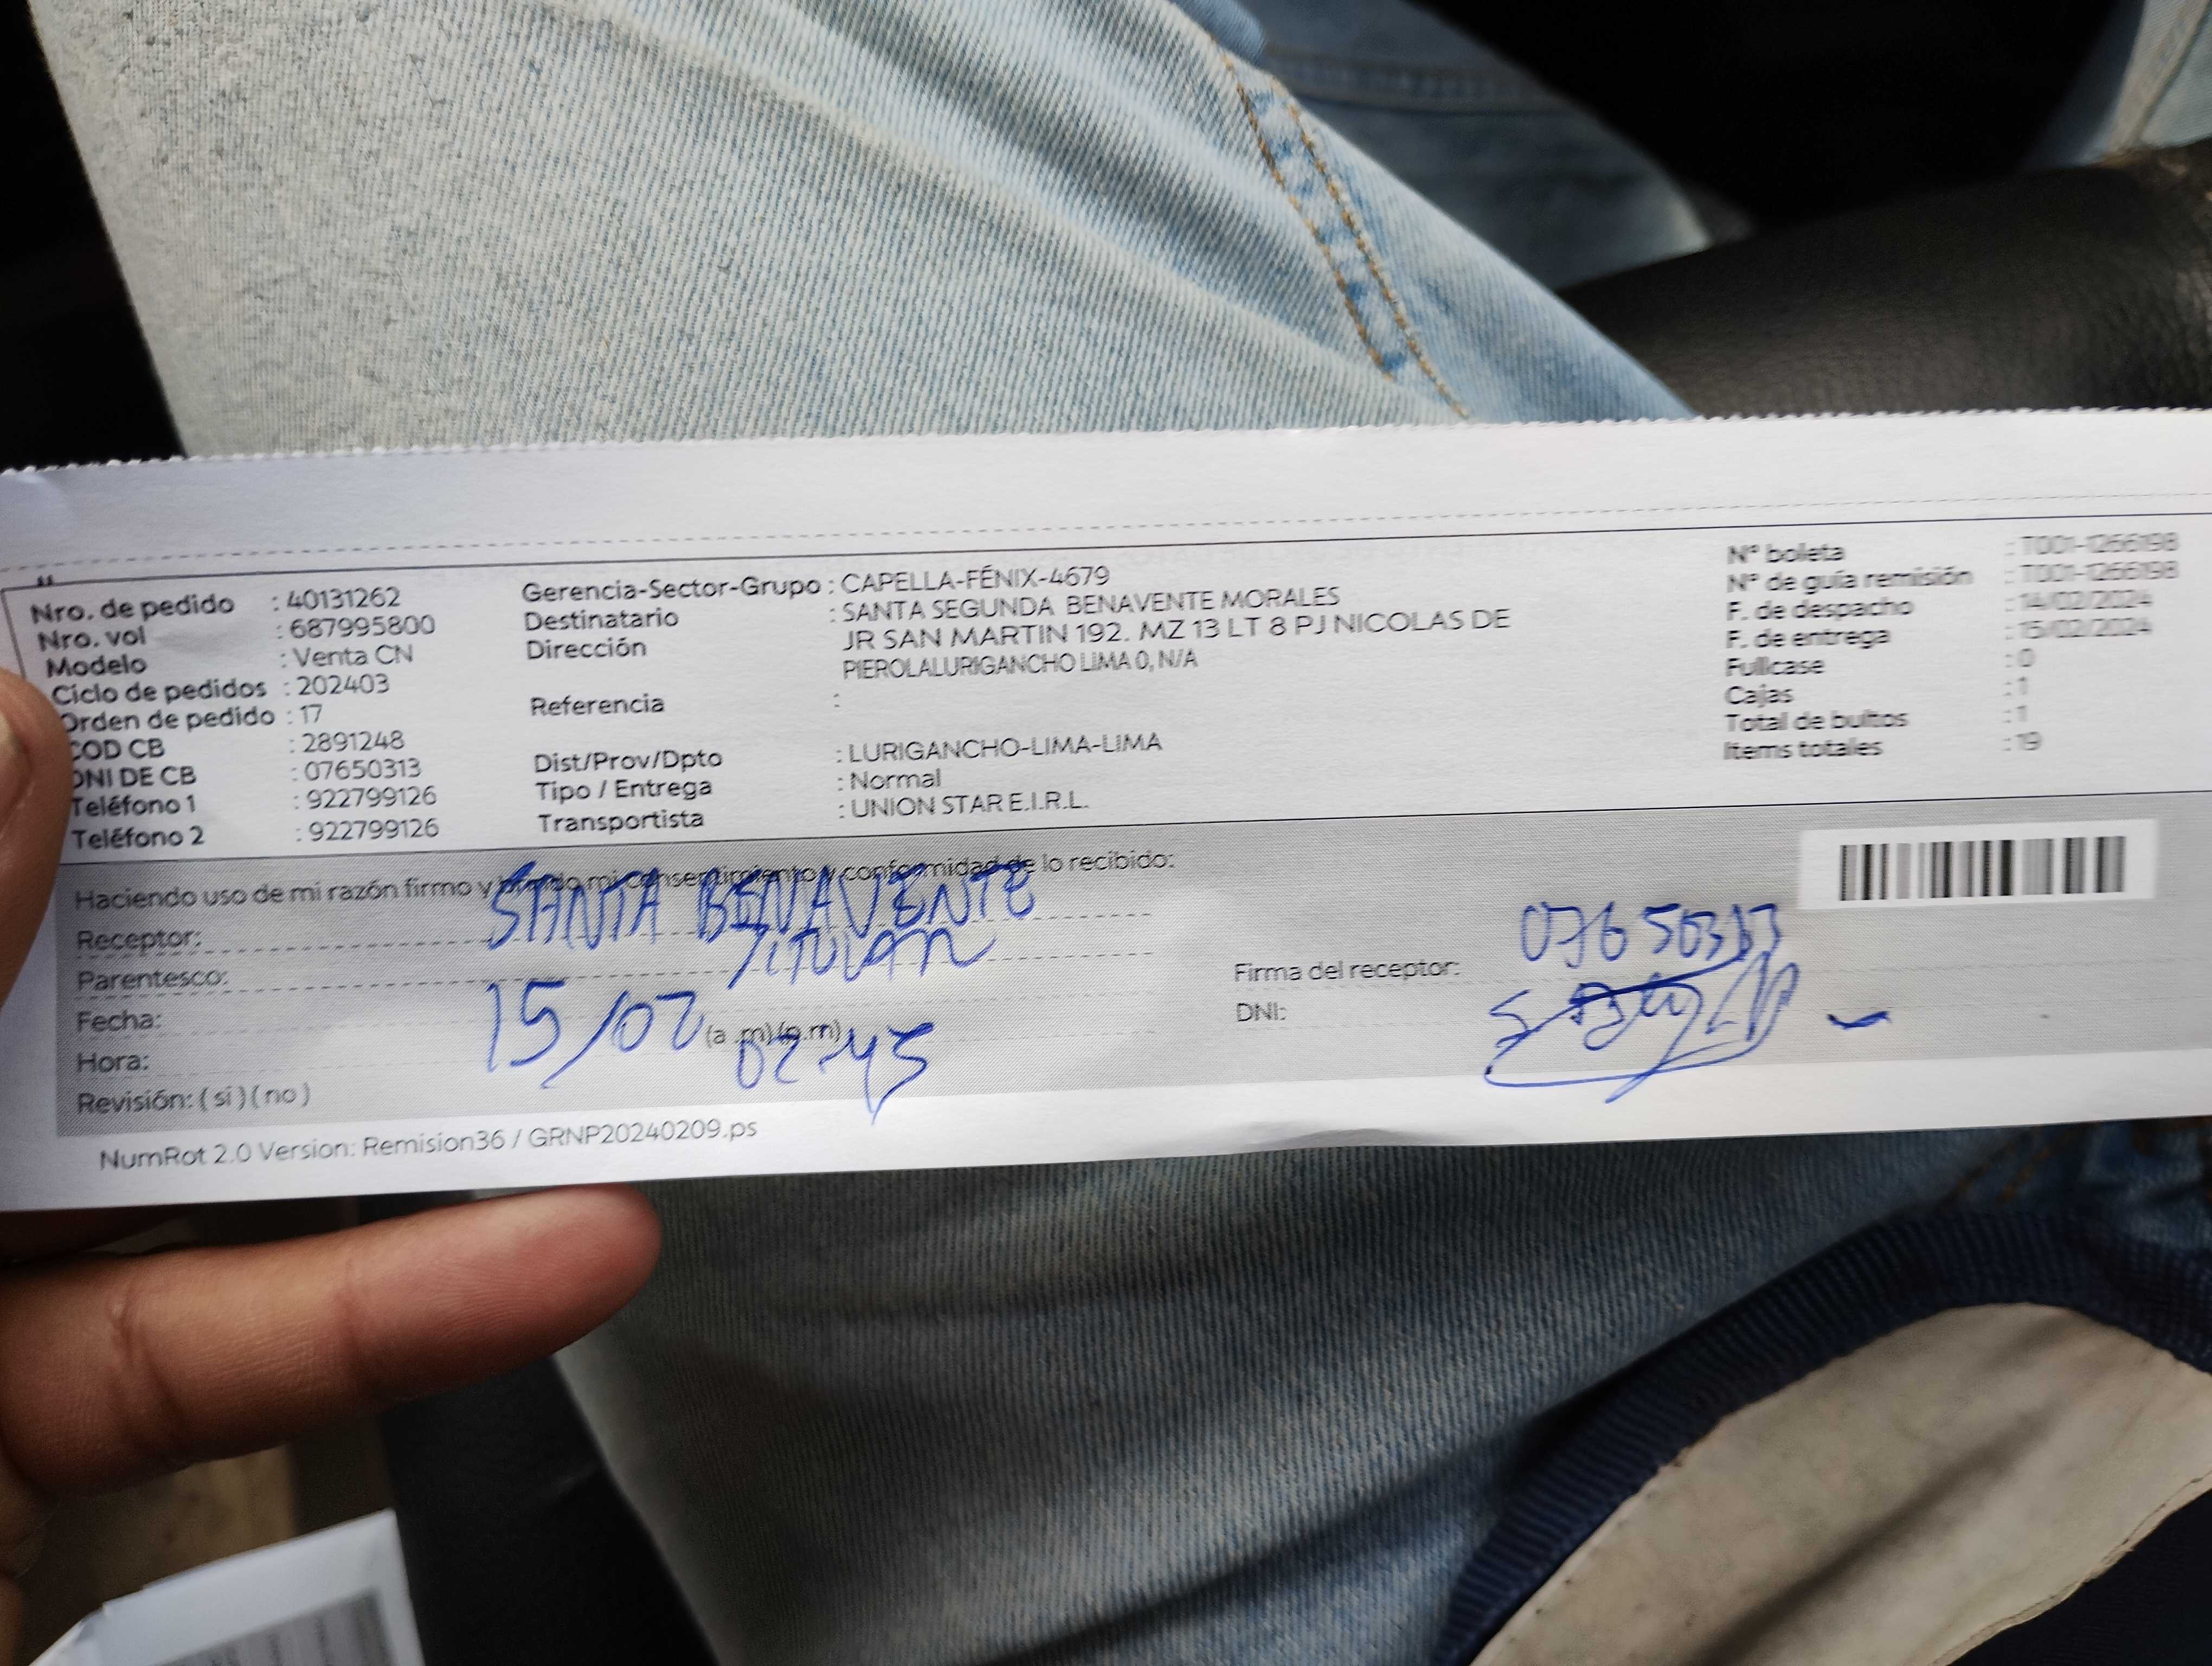 Nro. de pedido : 40131262
Nro. vol : 687995800
Modelo : Venta CN
Ciclo de pedidos : 202403
Orden de pedido : 17
COD CB : 2891248
DNI DE CB : 07650313
Teléfono 1 : 922799126
Teléfono 2 : 922799126
Gerencia-Sector-Grupo : CAPELLA-FÉNIX-4679
Destinatario : SANTA SEGUNDA BENAVENTE MORALES
Dirección JR SAN MARTIN 192. MZ 13 LT 8 PJ NICOLAS DE
PIEROLALURIGANCHO LIMA 0, N/A
Referencia :
Dist/Prov/Dpto : LURIGANCHO-LIMA-LIMA
Tipo / Entrega : Normal
Transportista : UNION STAR E.I.R.L.
Nº boleta : T001-1266198
Nº de guía remisión : T001-1266198
F. de despacho : 14/02/2024
F. de entrega : 15/02/2024
Fullcase : 0
Cajas : 1
Total de bultos : 1
Items totales : 19
Haciendo uso de mi razón firmo y mi consentimiento y conformidad de lo recibido:
Receptor: SANTA BENAVENTE
Parentesco: TITULAR
Fecha: 15/02
Hora: (a .m) (p.m) 02:45
Revisión: ( si ) ( no )
07650313
Firma del receptor:
DNI:
NumRot 2.0 Version: Remision36 / GRNP20240209.ps